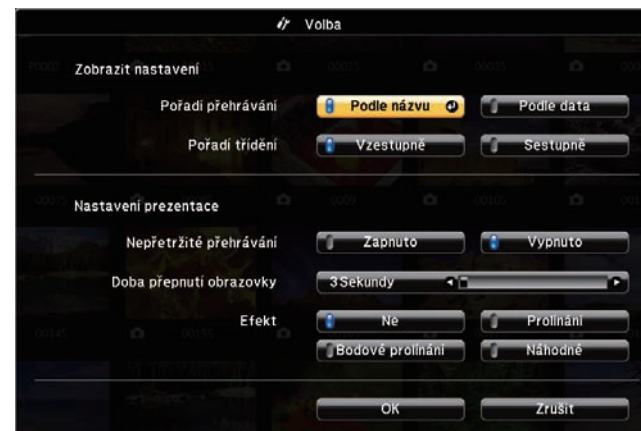 Volba
Zobrazit nastavení
Pořadí přehrávání Podle názvu Podle data
Pořadí třídění Vzestupně Sestupně
Nastavení prezentace
Nepřetržité přehrávání Zapnuto Vypnuto
Doba přepnutí obrazovky 3Sekundy
Efekt Ne Prolínání
Bodové prolínání Náhodné
OK Zrušit